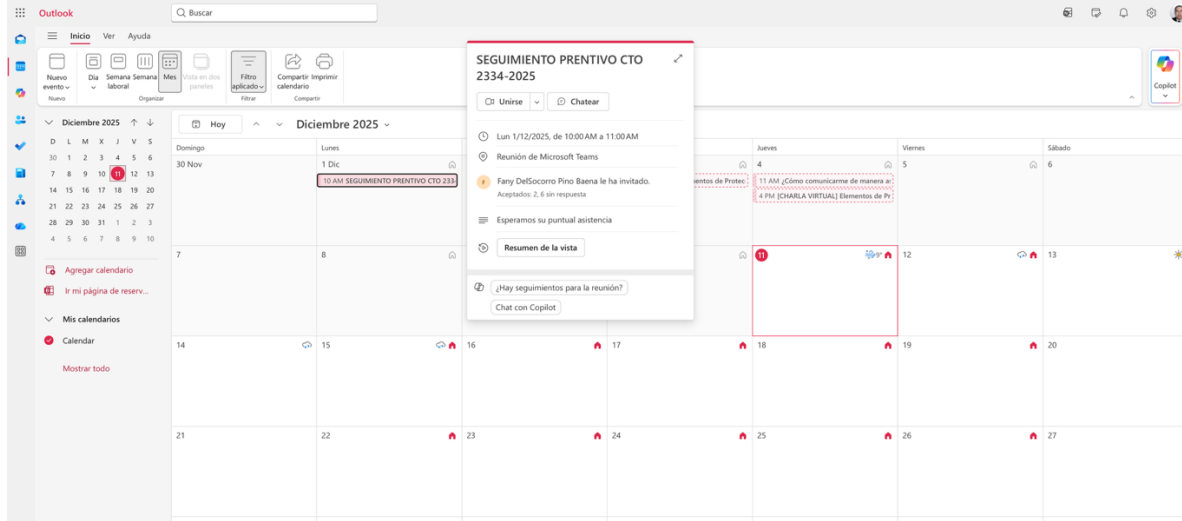 Outlook
Buscar
Inicio Ver Ayuda
Nuevo evento
Día
Semana laboral
Semana
Mes
Vista en dos paneles
Filtro aplicado
Compartir calendario
Imprimir
Nuevo
Organizar
Filtrar
Compartir
Copilot
Diciembre 2025
D L M X J V S
30 1 2 3 4 5 6
7 8 9 10 11 12 13
14 15 16 17 18 19 20
21 22 23 24 25 26 27
28 29 30 31 1 2 3
4 5 6 7 8 9 10
Agregar calendario
Ir mi página de reserv...
Mis calendarios
Calendar
Mostrar todo
Hoy
Diciembre 2025
Domingo Lunes Jueves Viernes Sábado
30 Nov 1 Dic 4 5 6
10 AM SEGUIMIENTO PRENTIVO CTO 233
entos de Protec
11 AM ¿Cómo comunicarme de manera a
4 PM [CHARLA VIRTUAL] Elementos de Pr
7 8 11 9° 12 13
14 15 16 17 18 19 20
21 22 23 24 25 26 27
SEGUIMIENTO PRENTIVO CTO
2334-2025
Unirse
Chatear
Lun 1/12/2025, de 10:00 AM a 11:00 AM
Reunión de Microsoft Teams
F
Fany DelSocorro Pino Baena le ha invitado.
Aceptados: 2, 6 sin respuesta
Esperamos su puntual asistencia
Resumen de la vista
¿Hay seguimientos para la reunión?
Chat con Copilot